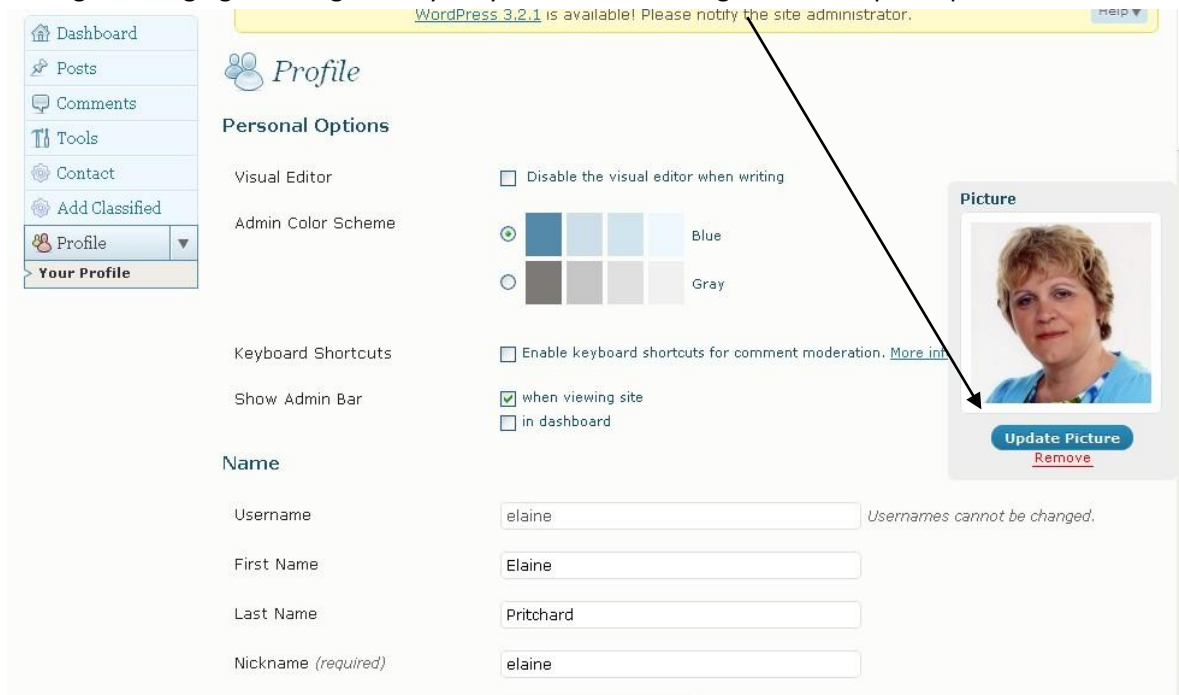 WordPress 3.2.1 is available! Please notify the site administrator.
Help
Dashboard
Posts
Comments
Tools
Contact
Add Classified
Profile
Your Profile
Profile
Personal Options
Visual Editor
Disable the visual editor when writing
Admin Color Scheme
Blue
Gray
Keyboard Shortcuts
Enable keyboard shortcuts for comment moderation. More inf
Show Admin Bar
when viewing site
in dashboard
Picture
Update Picture
Remove
Name
Username
elaine
Usernames cannot be changed.
First Name
Elaine
Last Name
Pritchard
Nickname (required)
elaine